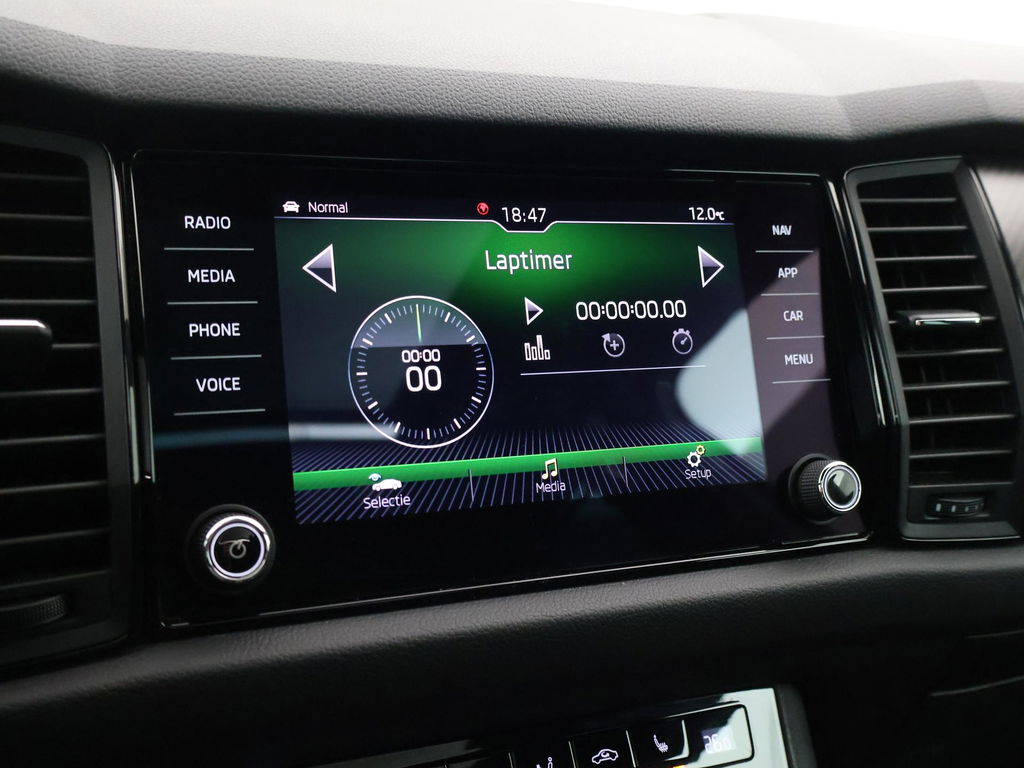 Normal
18:47
12.0°C
RADIO
MEDIA
PHONE
VOICE
Laptimer
00:00:00.00
00:00
00
Selectie
Media
Setup
NAV
APP
CAR
MENU